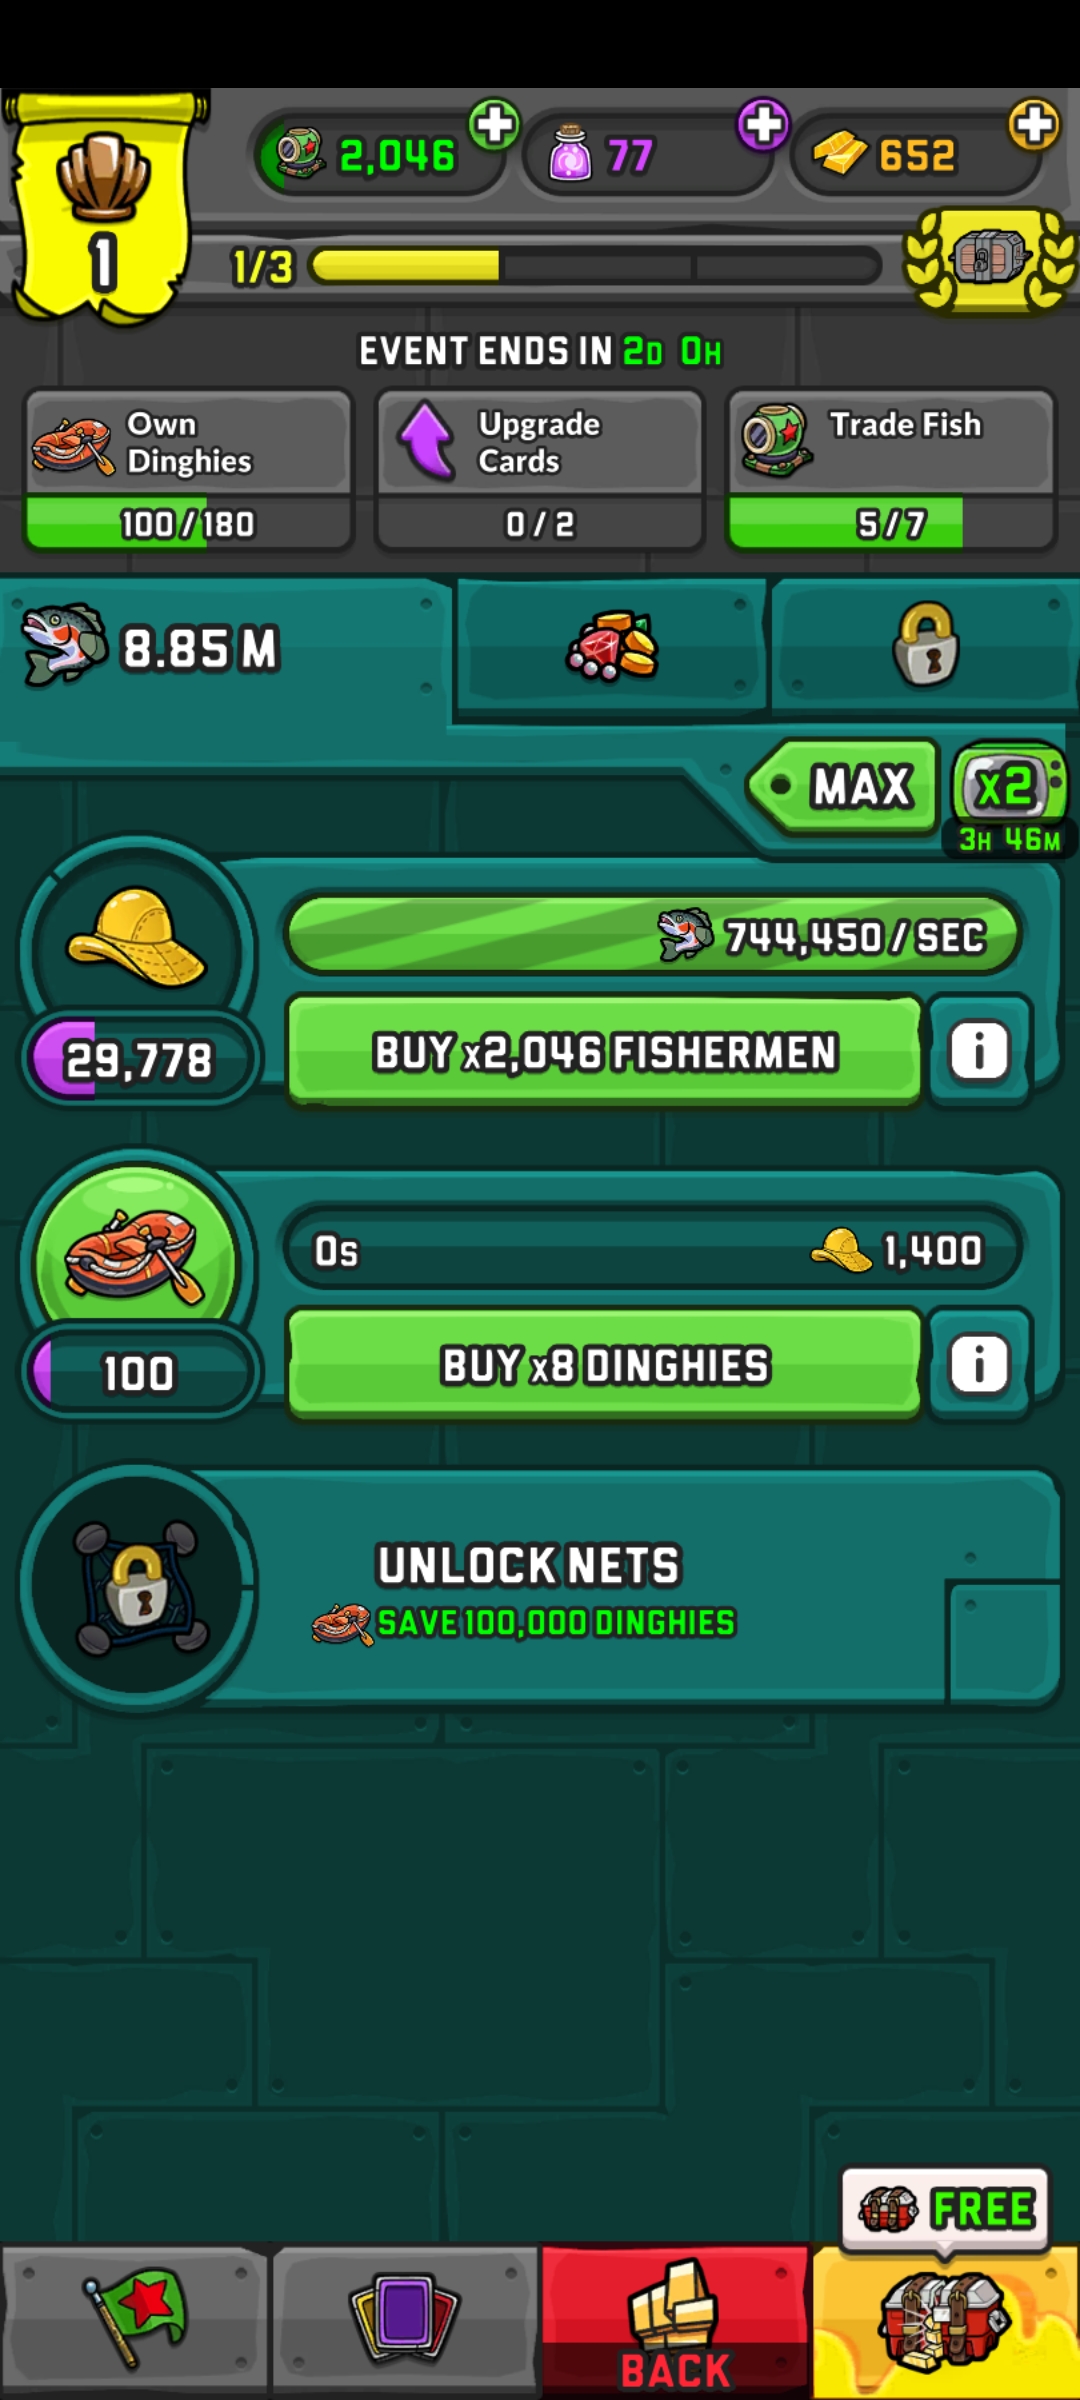 2,046
77
652
1
1/3
EVENT ENDS IN 2D 0H
Own
Dinghies
100/180
Upgrade
Cards
0/2
Trade Fish
5/7
8.85 M
MAX
x2
3H 46M
744,450/SEC
29,778
BUY x2,046 FISHERMEN
i
0s
1,400
100
BUY x8 DINGHIES
i
UNLOCK NETS
SAVE 100,000 DINGHIES
FREE
BACK